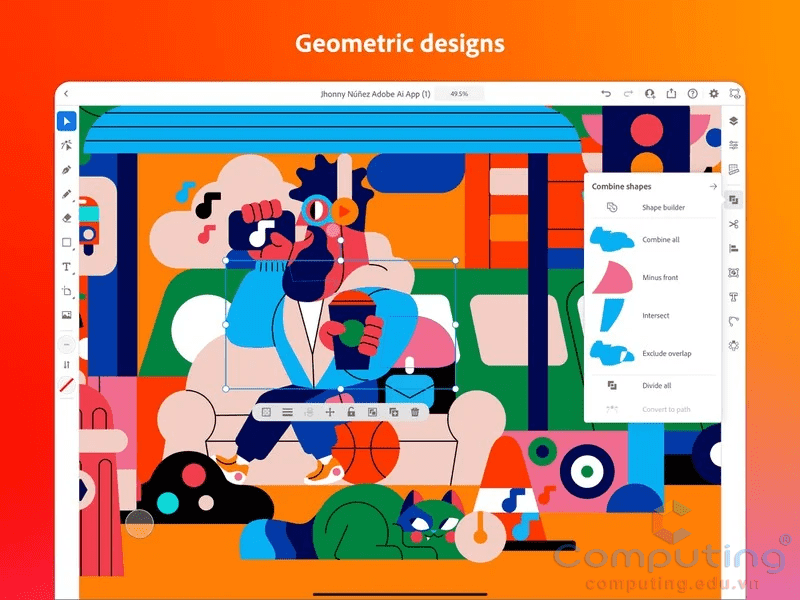 Geometric designs
Jhonny Núñez Adobe Ai App (1)
49.5%
Combine shapes
Shape builder
Combine all
Minus front
Intersect
Exclude overlap
Divide all
Convert to path
Computing®
computing.edu.vn